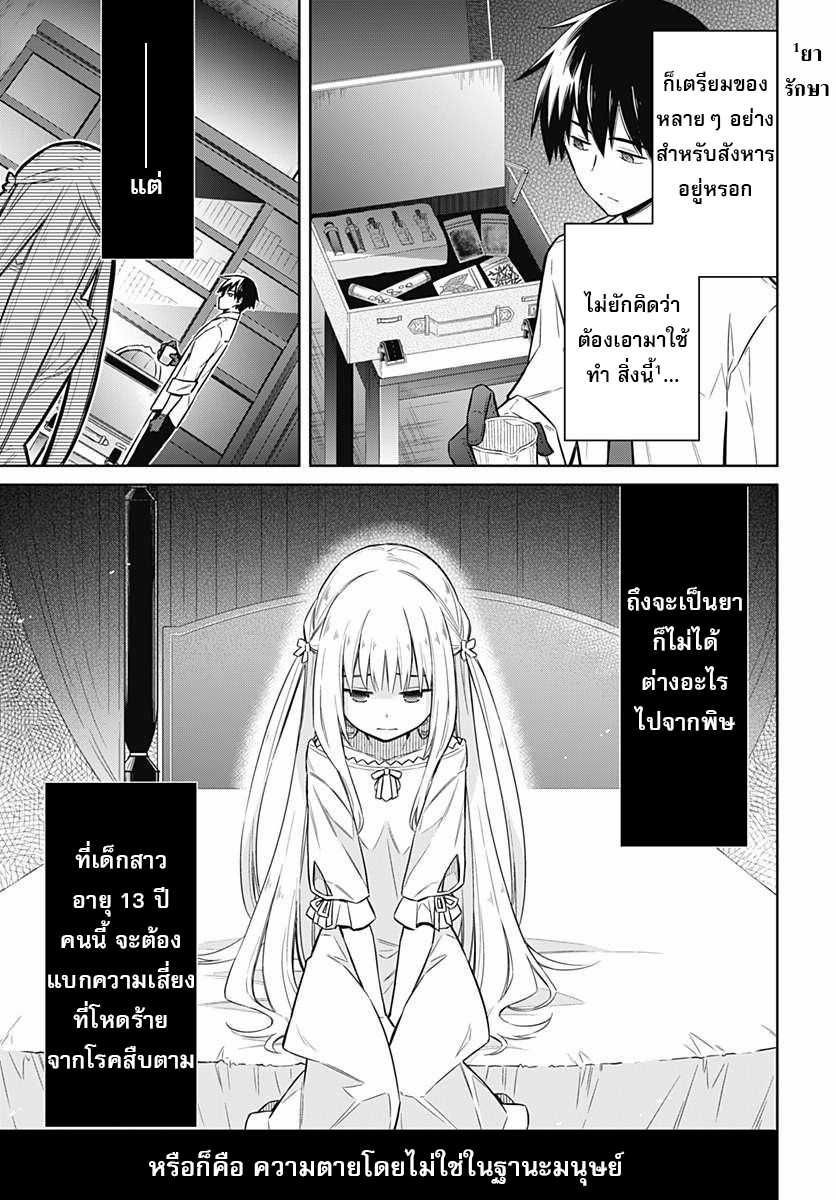 ¹ยา
รักษา
ก็เตรียมของ
หลายๆ อย่าง
สำหรับสังหาร
อยู่หรอก
ไม่ยักคิดว่า
ต้องเอามาใช้
ทำ สิ่งนี้¹...
แต่
ถึงจะเป็นยา
ก็ไม่ได้
ต่างอะไร
ไปจากพิษ
ที่เด็กสาว
อายุ 13 ปี
คนนี้ จะต้อง
แบกความเสี่ยง
ที่โหดร้าย
จากโรคสืบตาม
หรือก็คือ ความตายโดยไม่ใช่ในฐานะมนุษย์